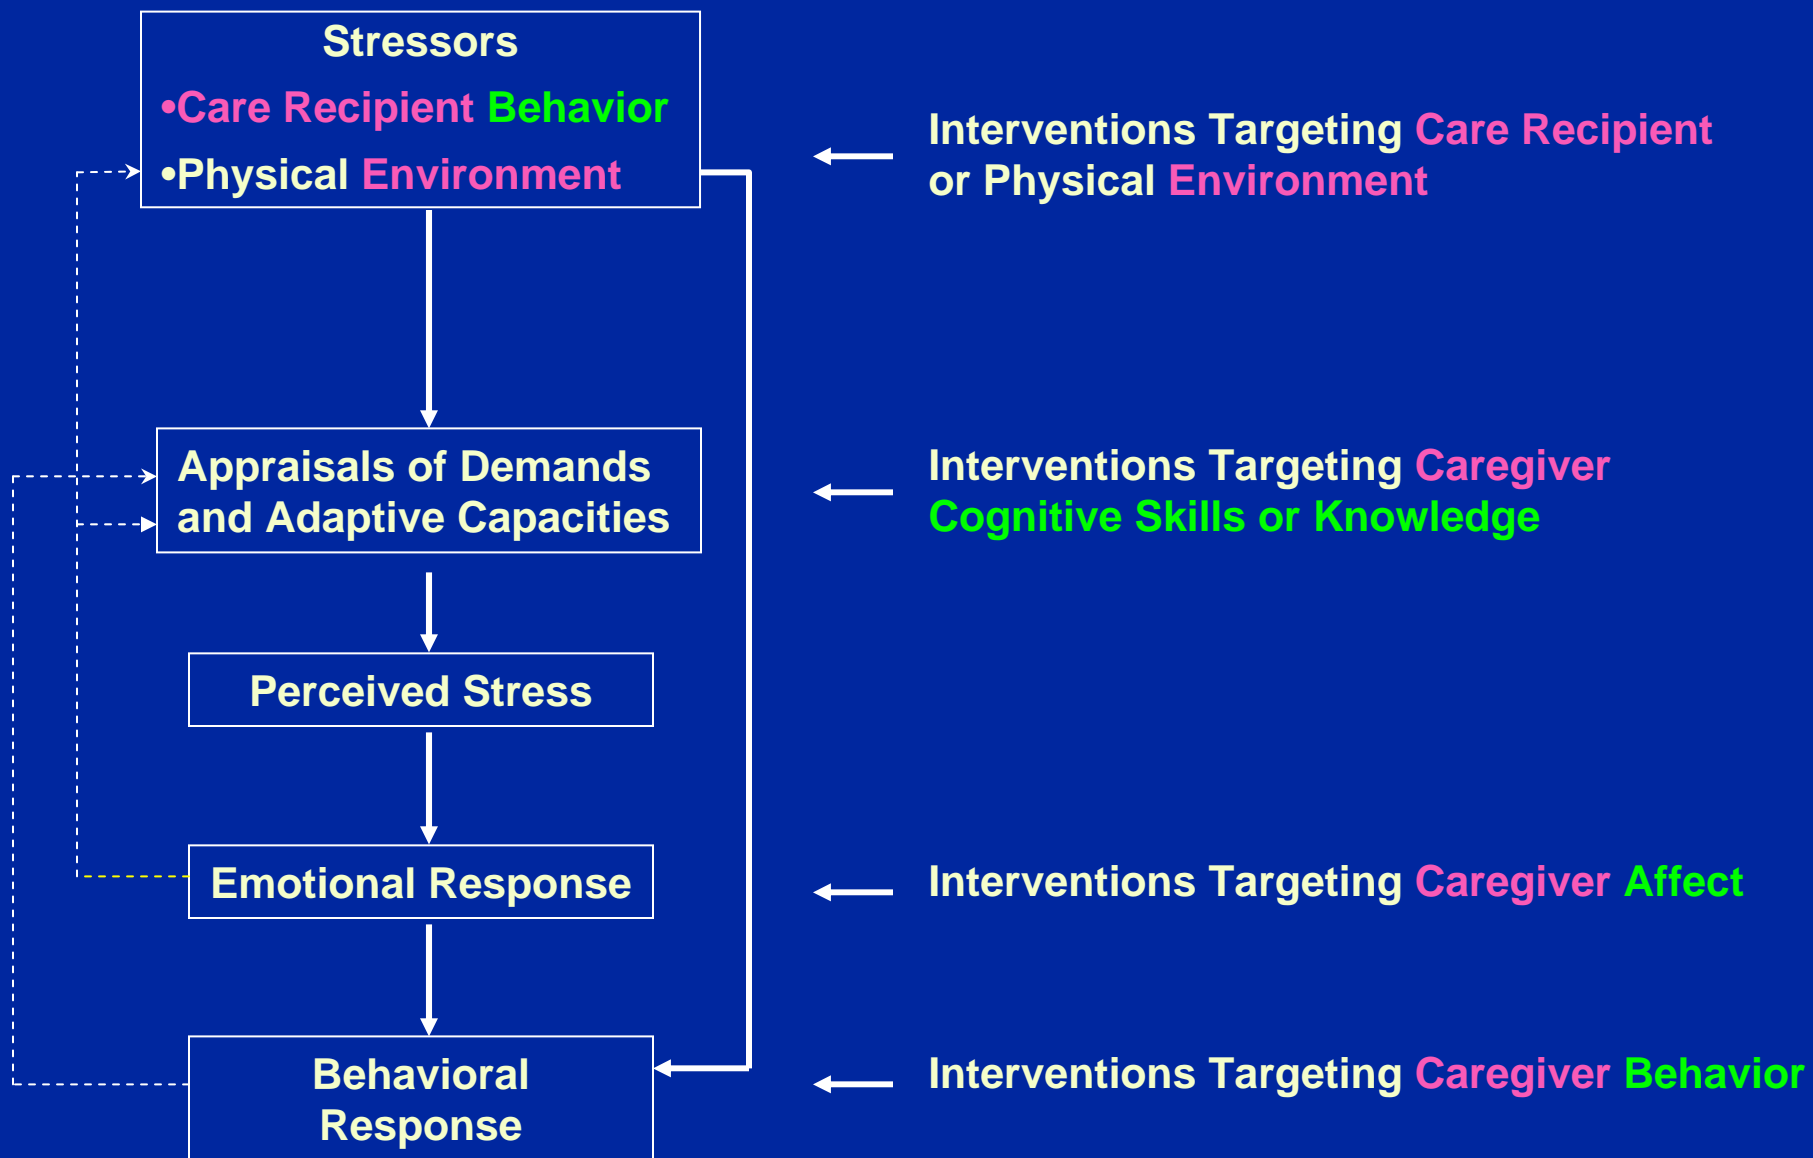 Stressors
•Care Recipient Behavior
•Physical Environment
Interventions Targeting Care Recipient
or Physical Environment
Appraisals of Demands
and Adaptive Capacities
Interventions Targeting Caregiver
Cognitive Skills or Knowledge
Perceived Stress
Emotional Response
Interventions Targeting Caregiver Affect
Behavioral
Response
Interventions Targeting Caregiver Behavior